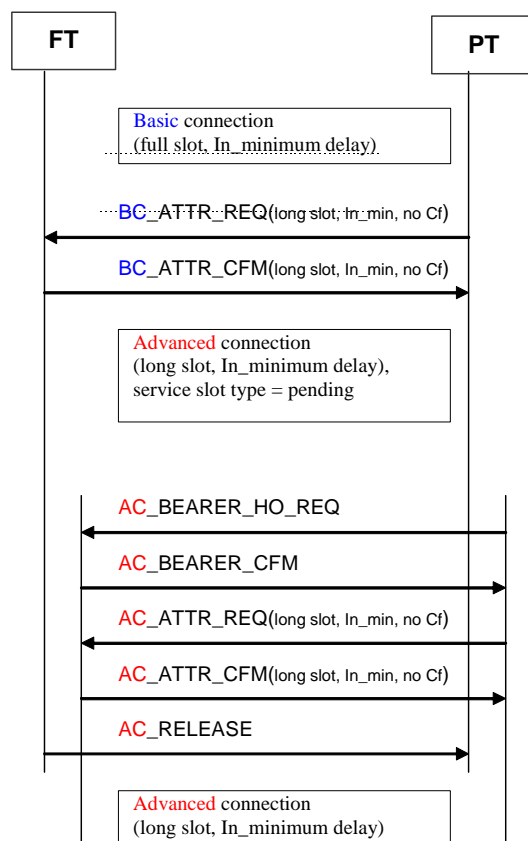 FT
PT
Basic connection
(full slot, In_minimum delay)
BC_ATTR_REQ(long slot, In_min, no Cf)
BC_ATTR_CFM(long slot, In_min, no Cf)
Advanced connection
(long slot, In_minimum delay),
service slot type = pending
AC_BEARER_HO_REQ
AC_BEARER_CFM
AC_ATTR_REQ(long slot, In_min, no Cf)
AC_ATTR_CFM(long slot, In_min, no Cf)
AC_RELEASE
Advanced connection
(long slot, In_minimum delay)